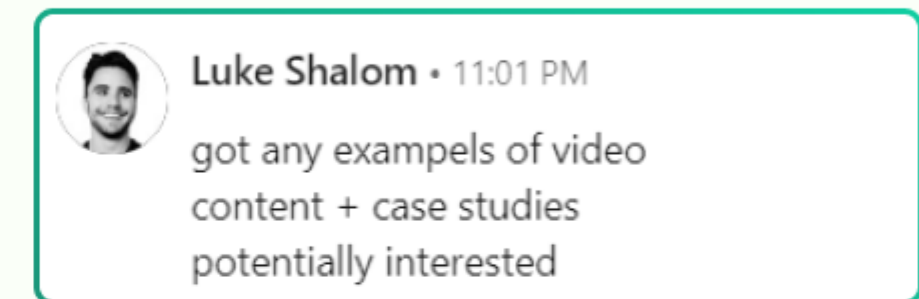 Luke Shalom • 11:01 PM
got any exampels of video
content + case studies
potentially interested